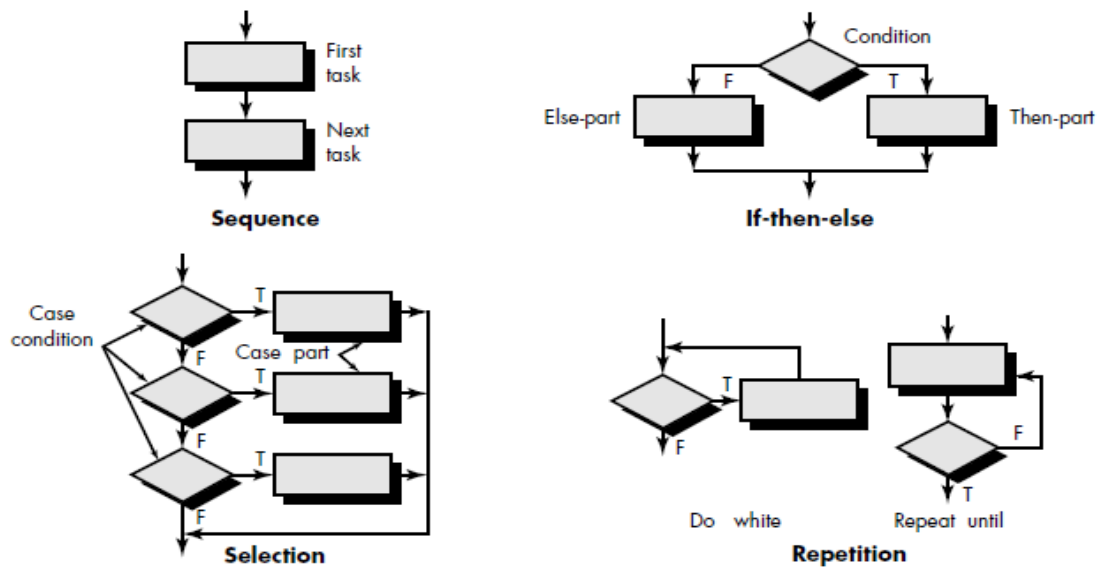 First
task
Next
task
Sequence
Condition
F
T
Else-part
Then-part
If-then-else
Case
condition
T
F
Case part
T
F
T
F
Selection
T
F
Do white
F
T
Repeat until
Repetition